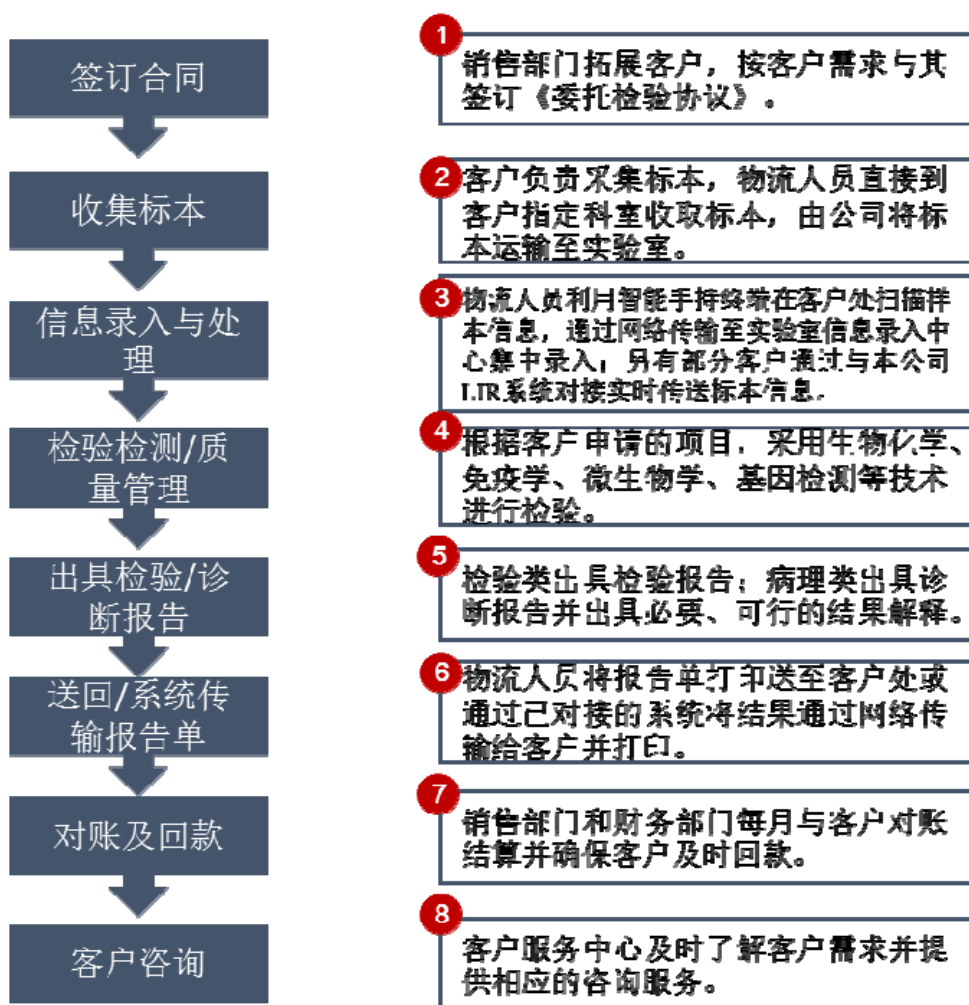 签订合同
1
销售部门拓展客户，按客户需求与其
签订《委托检验协议》。
收集标本
2
客户负责采集标本，物流人员直接到
客户指定科室收取标本，由公司将标
本运输至实验室。
信息录入与处
理
3
物流人员利用智能手持终端在客户处扫描样
本信息，通过网络传输至实验室信息录入中
心集中录入；另有部分客户通过与本公司
系统对接实时传送标本信息。
检验检测/质
量管理
4
根据客户申请的项目，采用生物化学、
免疫学、微生物学、基因检测等技术
进行检验。
出具检验/诊
断报告
5
检验类出具检验报告；病理类出具诊
断报告并出具必要、可行的结果解释。
送回/系统传
输报告单
6
物流人员将报告单打印送至客户处或
通过已对接的系统将结果通过网络传
输给客户并打印。
对账及回款
7
销售部门和财务部门每月与客户对账
结算并确保客户及时回款。
客户咨询
8
客户服务中心及时了解客户需求并提
供相应的咨询服务。